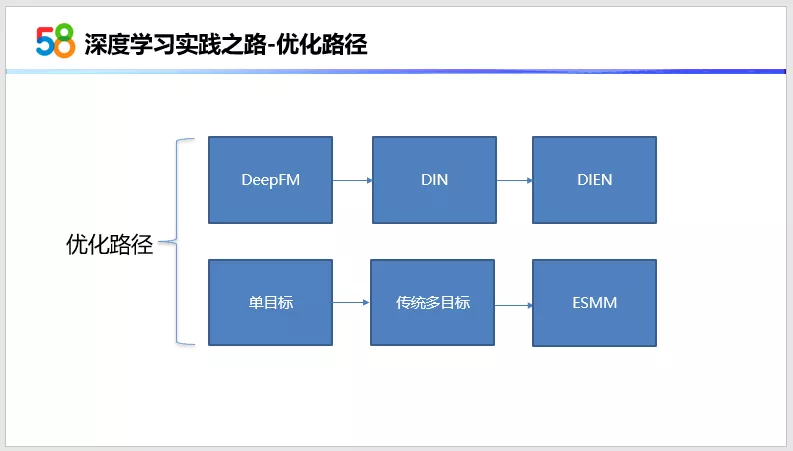 58 深度学习实践之路-优化路径
DeepFM
DIN
DIEN
优化路径
单目标
传统多目标
ESMM